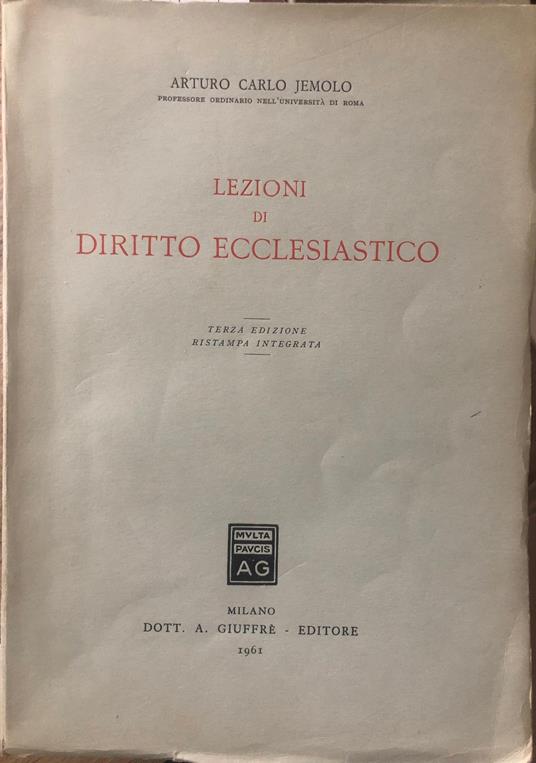 ARTURO CARLO JEMOLO
PROFESSORE ORDINARIO NELL'UNIVERSITÀ DI ROMA
LEZIONI
DI
DIRITTO ECCLESIASTICO
TERZA EDIZIONE
RISTAMPA INTEGRATA
MVLTA
PAVCIS
AG
MILANO
DOTT. A. GIUFFRÈ - EDITORE
1961